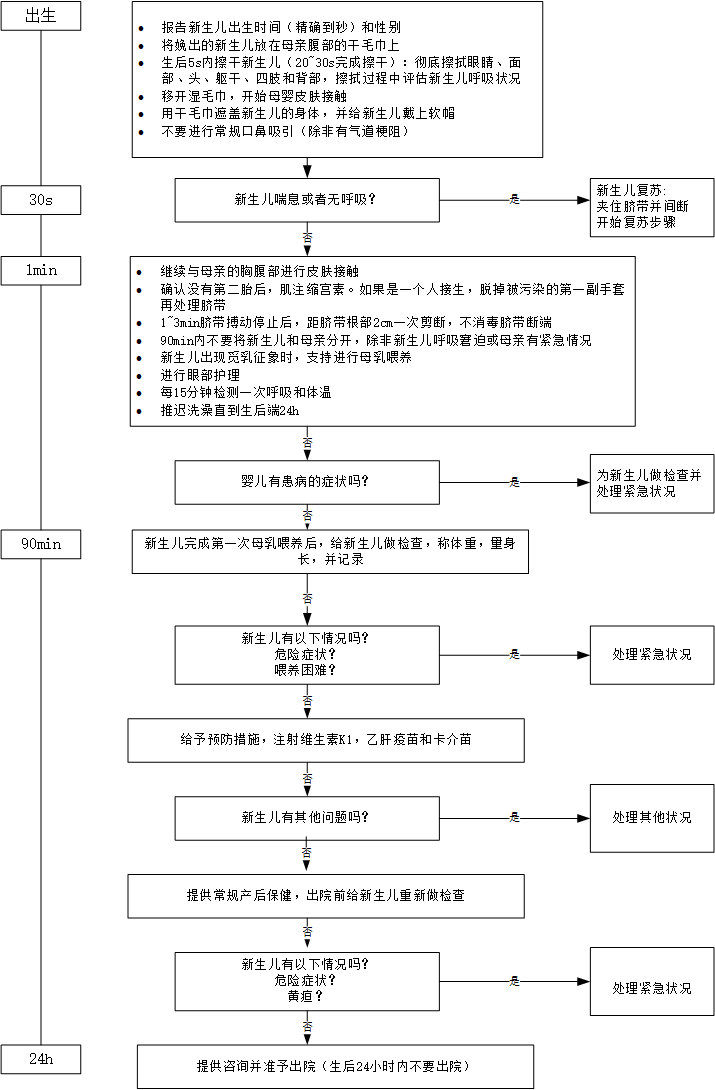 出生
报告新生儿出生时间（精确到秒）和性别
将娩出的新生儿放在母亲腹部的干毛巾上
生后5s内擦干新生儿（20~30s完成擦干）：彻底擦拭眼睛、面
部、头、躯干、四肢和背部，擦拭过程中评估新生儿呼吸状况
移开湿毛巾，开始母婴皮肤接触
用干毛巾遮盖新生儿的身体，并给新生儿戴上软帽
不要进行常规口鼻吸引（除非有气道梗阻）
30s
新生儿喘息或者无呼吸？
是
新生儿复苏：
夹住脐带并间断
开始复苏步骤
否
1min
继续与母亲的胸腹部进行皮肤接触
确认没有第二胎后，肌注缩宫素。如果是一个人接生，脱掉被污染的第一副手套
再处理脐带
1~3min脐带搏动停止后，距脐带根部2cm一次剪断，不消毒脐带断端
90min内不要将新生儿和母亲分开，除非新生儿呼吸窘迫或母亲有紧急情况
新生儿出现觅乳征象时，支持进行母乳喂养
进行眼部护理
每15分钟检测一次呼吸和体温
推迟洗澡直到生后端24h
否
婴儿有患病的症状吗？
是
为新生儿做检查并
处理紧急状况
否
90min
新生儿完成第一次母乳喂养后，给新生儿做检查，称体重，量身
长，并记录
否
新生儿有以下情况吗？
危险症状？
喂养困难？
是
处理紧急状况
否
给予预防措施，注射维生素K1，乙肝疫苗和卡介苗
否
新生儿有其他问题吗？
是
处理其他状况
否
提供常规产后保健，出院前给新生儿重新做检查
否
新生儿有以下情况吗？
危险症状？
黄疸？
是
处理紧急状况
24h
提供咨询并准予出院（生后24小时内不要出院）